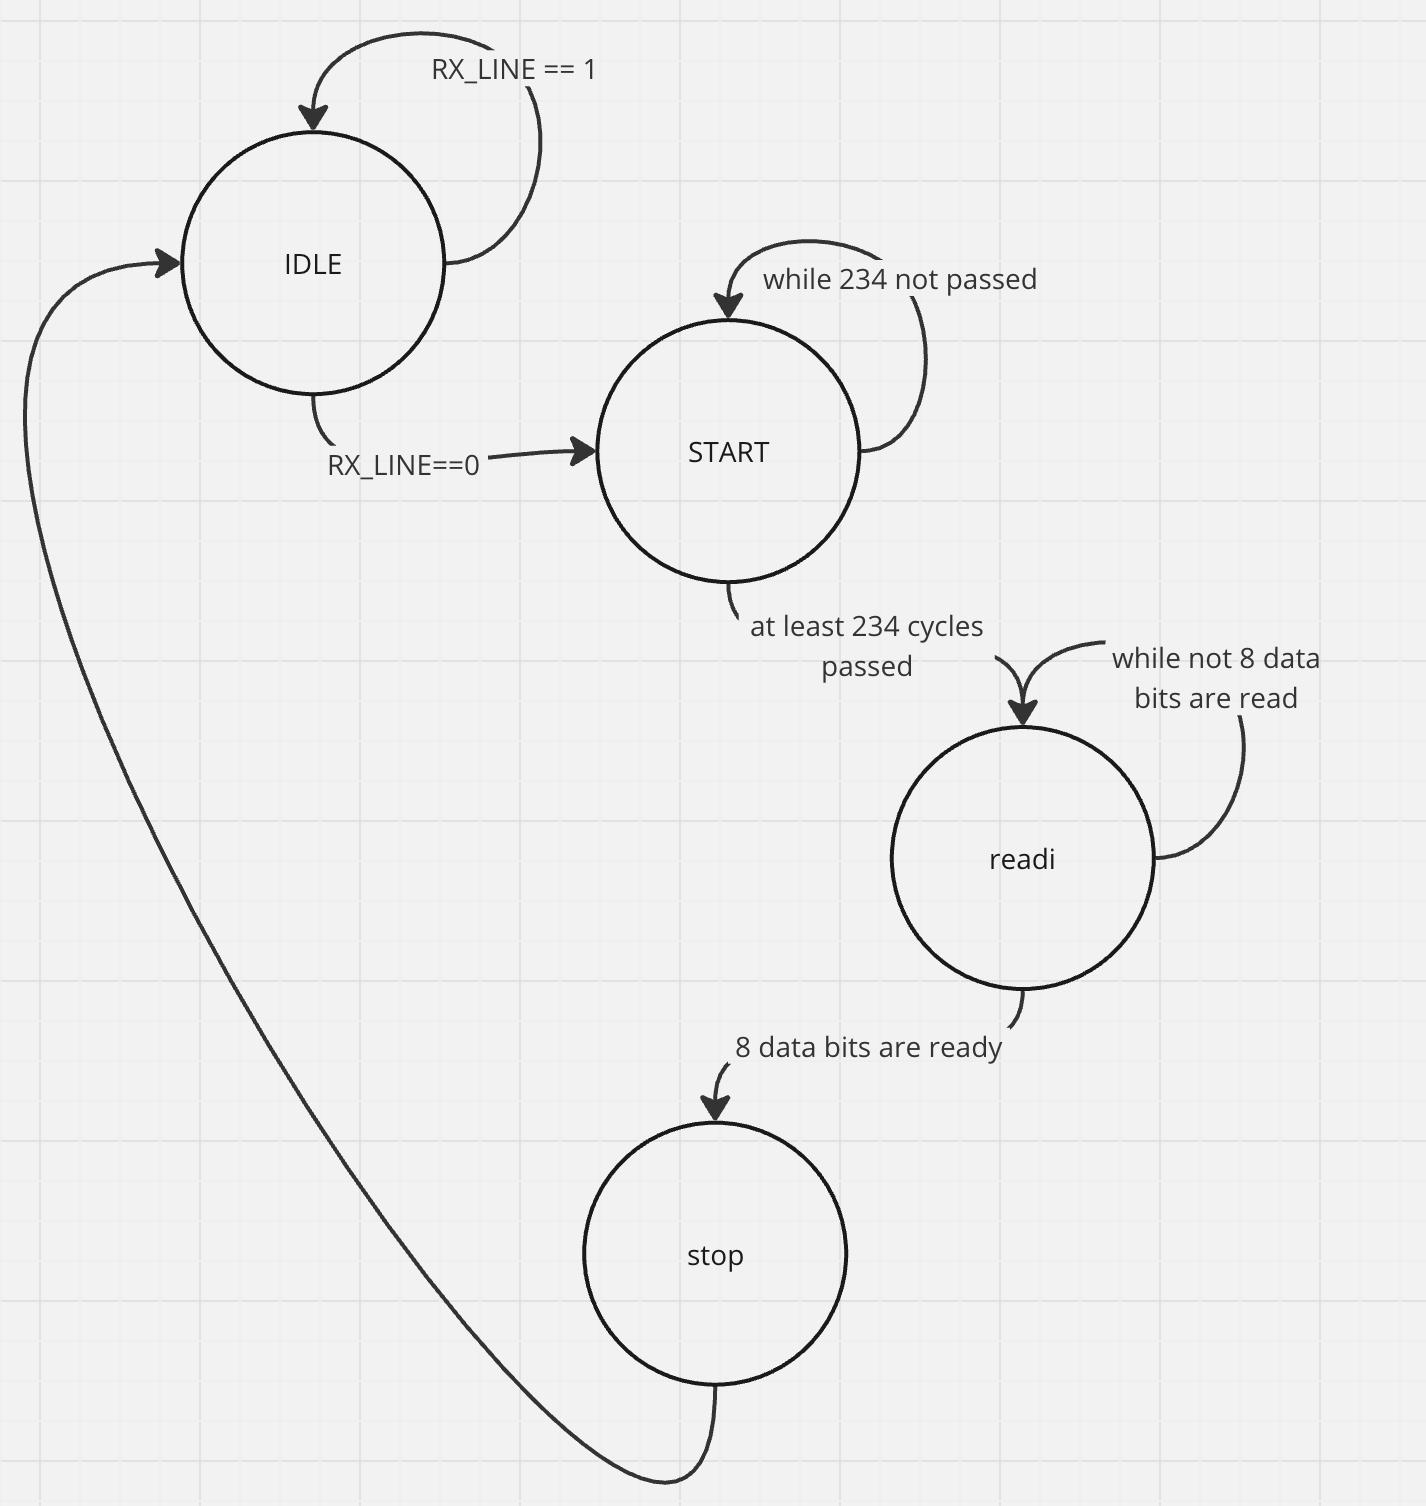 RX_LINE == 1
IDLE
while 234 not passed
RX_LINE==0
START
at least 234 cycles
passed
while not 8 data
bits are read
readi
8 data bits are ready
stop